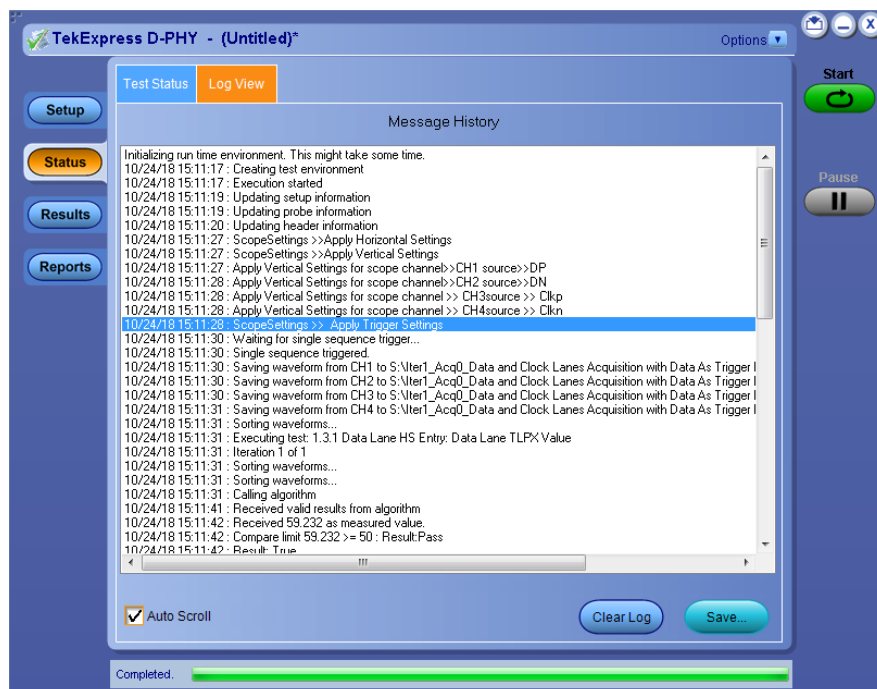 TekExpress D-PHY - (Untitled)*
Options
Start
Pause
Setup
Status
Results
Reports
Test Status
Log View
Message History
Initializing run time environment. This might take some time.
10/24/18 15:11:17 : Creating test environment
10/24/18 15:11:17 : Execution started
10/24/18 15:11:19 : Updating setup information
10/24/18 15:11:19 : Updating probe information
10/24/18 15:11:20 : Updating header information
10/24/18 15:11:27 : ScopeSettings >>Apply Horizontal Settings
10/24/18 15:11:27 : ScopeSettings >>Apply Vertical Settings
10/24/18 15:11:27 : Apply Vertical Settings for scope channel>>CH1 source>>DP
10/24/18 15:11:28 : Apply Vertical Settings for scope channel>>CH2 source>>DN
10/24/18 15:11:28 : Apply Vertical Settings for scope channel >> CH3source >> Clkp
10/24/18 15:11:28 : Apply Vertical Settings for scope channel >> CH4source >> Clkn
10/24/18 15:11:28 : ScopeSettings >> Apply Trigger Settings
10/24/18 15:11:30 : Waiting for single sequence trigger...
10/24/18 15:11:30 : Single sequence triggered.
10/24/18 15:11:30 : Saving waveform from CH1 to S:\Iter1_Acq0_Data and Clock Lanes Acquisition with Data As Trigger
10/24/18 15:11:30 : Saving waveform from CH2 to S:\Iter1_Acq0_Data and Clock Lanes Acquisition with Data As Trigger
10/24/18 15:11:30 : Saving waveform from CH3 to S:\Iter1_Acq0_Data and Clock Lanes Acquisition with Data As Trigger
10/24/18 15:11:31 : Saving waveform from CH4 to S:\Iter1_Acq0_Data and Clock Lanes Acquisition with Data As Trigger
10/24/18 15:11:31 : Sorting waveforms...
10/24/18 15:11:31 : Executing test: 1.3.1 Data Lane HS Entry: Data Lane TLPX Value
10/24/18 15:11:31 : Iteration 1 of 1
10/24/18 15:11:31 : Sorting waveforms...
10/24/18 15:11:31 : Sorting waveforms...
10/24/18 15:11:31 : Calling algorithm
10/24/18 15:11:41 : Received valid results from algorithm
10/24/18 15:11:42 : Received 59.232 as measured value.
10/24/18 15:11:42 : Compare limit 59.232 >= 50 : Result:Pass
10/24/18 15:11:42 : Result: True
Auto Scroll
Clear Log
Save...
Completed.